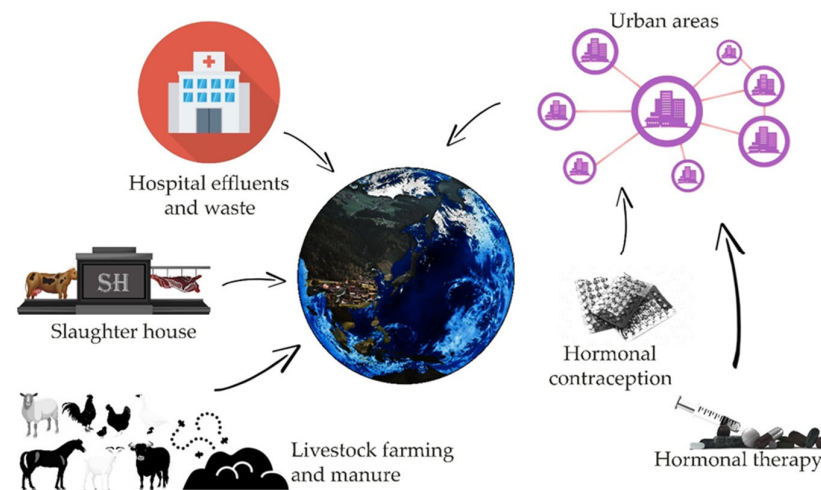 Urban areas
Hospital effluents
and waste
SH
Slaughter house
Hormonal
contraception
Livestock farming
and manure
Hormonal therapy